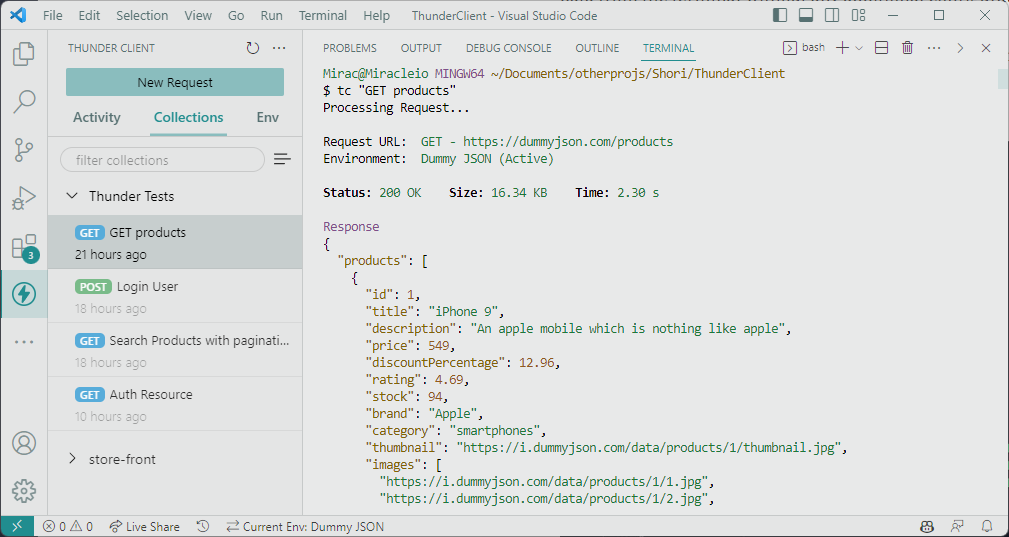 File Edit Selection View Go Run Terminal Help ThunderClient - Visual Studio Code
THUNDER CLIENT
New Request
Activity Collections Env
filter collections
Thunder Tests
GET GET products
21 hours ago
POST Login User
18 hours ago
GET Search Products with paginati...
18 hours ago
GET Auth Resource
10 hours ago
store-front
3
PROBLEMS OUTPUT DEBUG CONSOLE OUTLINE TERMINAL bash
Mirac@Miracleio MINGW64 ~/Documents/otherprojs/Shori/ThunderClient
$ tc "GET products"
Processing Request...
Request URL: GET - https://dummyjson.com/products
Environment: Dummy JSON (Active)
Status: 200 OK Size: 16.34 KB Time: 2.30 s
Response
{
"products": [
{
"id": 1,
"title": "iPhone 9",
"description": "An apple mobile which is nothing like apple",
"price": 549,
"discountPercentage": 12.96,
"rating": 4.69,
"stock": 94,
"brand": "Apple",
"category": "smartphones",
"thumbnail": "https://i.dummyjson.com/data/products/1/thumbnail.jpg",
"images": [
"https://i.dummyjson.com/data/products/1/1.jpg",
"https://i.dummyjson.com/data/products/1/2.jpg",
0 0 Live Share Current Env: Dummy JSON